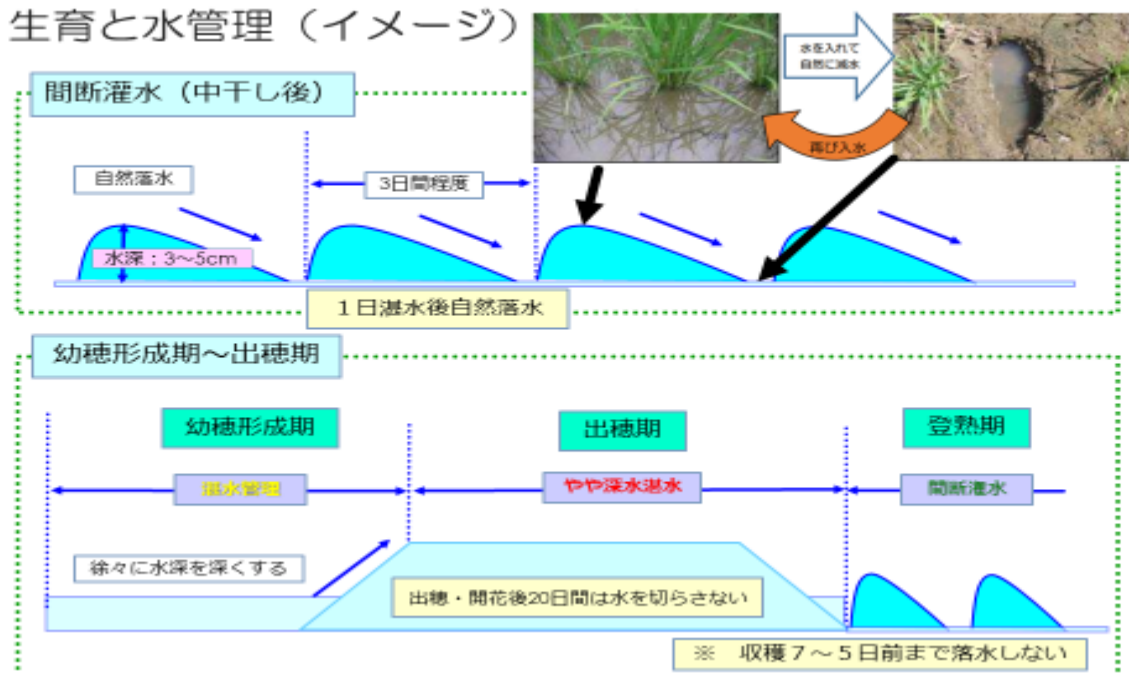 生育と水管理（イメージ）
水を入れて
自然に減水
再び入水
間断灌水（中干し後）
自然落水
3日間程度
水深：3～5cm
１日湛水後自然落水
幼穂形成期～出穂期
幼穂形成期
出穂期
登熟期
湛水管理
やや深水湛水
間断灌水
徐々に水深を深くする
出穂・開花後20日間は水を切らさない
※　収穫７～５日前まで落水しない